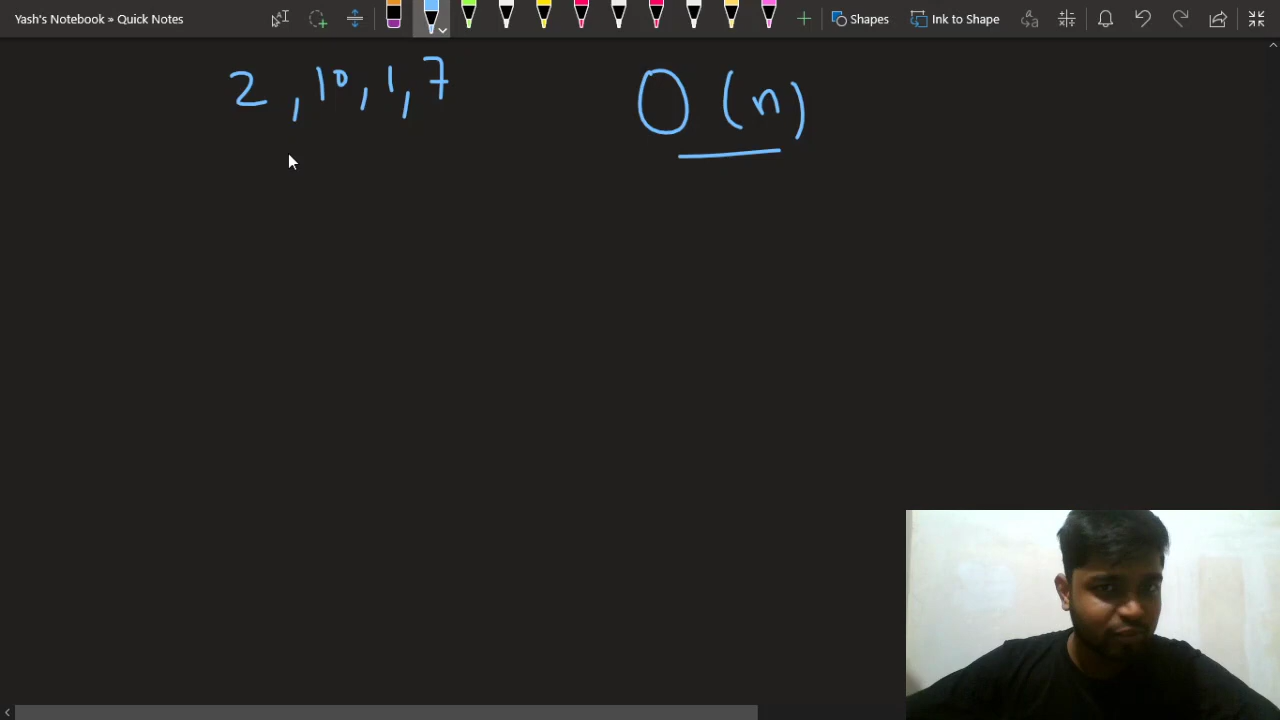 Yash's Notebook » Quick Notes
Shapes
Ink to Shape
2 , 10 , 1 , 7
O (n)